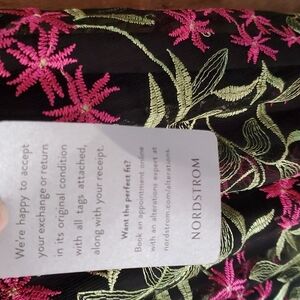 We're happy to accept
your exchange or return
in its original condition
with all tags attached,
along with your receipt.
Want the perfect fit?
Book an appointment online
with an alterations expert at
nordstrom.com/alterations.
NORDSTROM